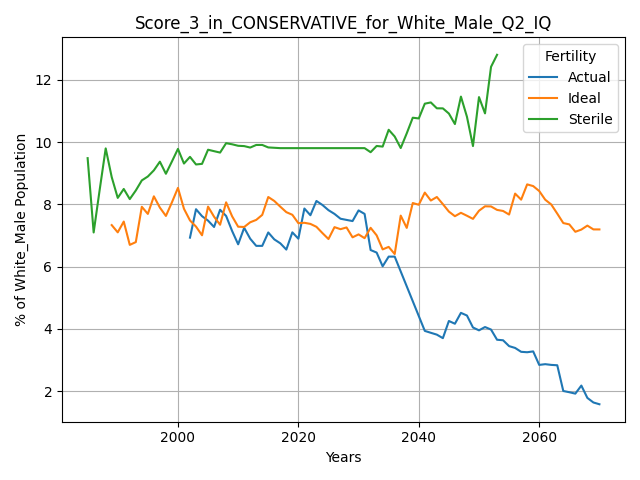 Score_3_in_CONSERVATIVE_for_White_Male_Q2_IQ
Fertility
Actual
Ideal
Sterile
% of White_Male Population
12
10
8
6
4
2
2000
2020
2040
2060
Years